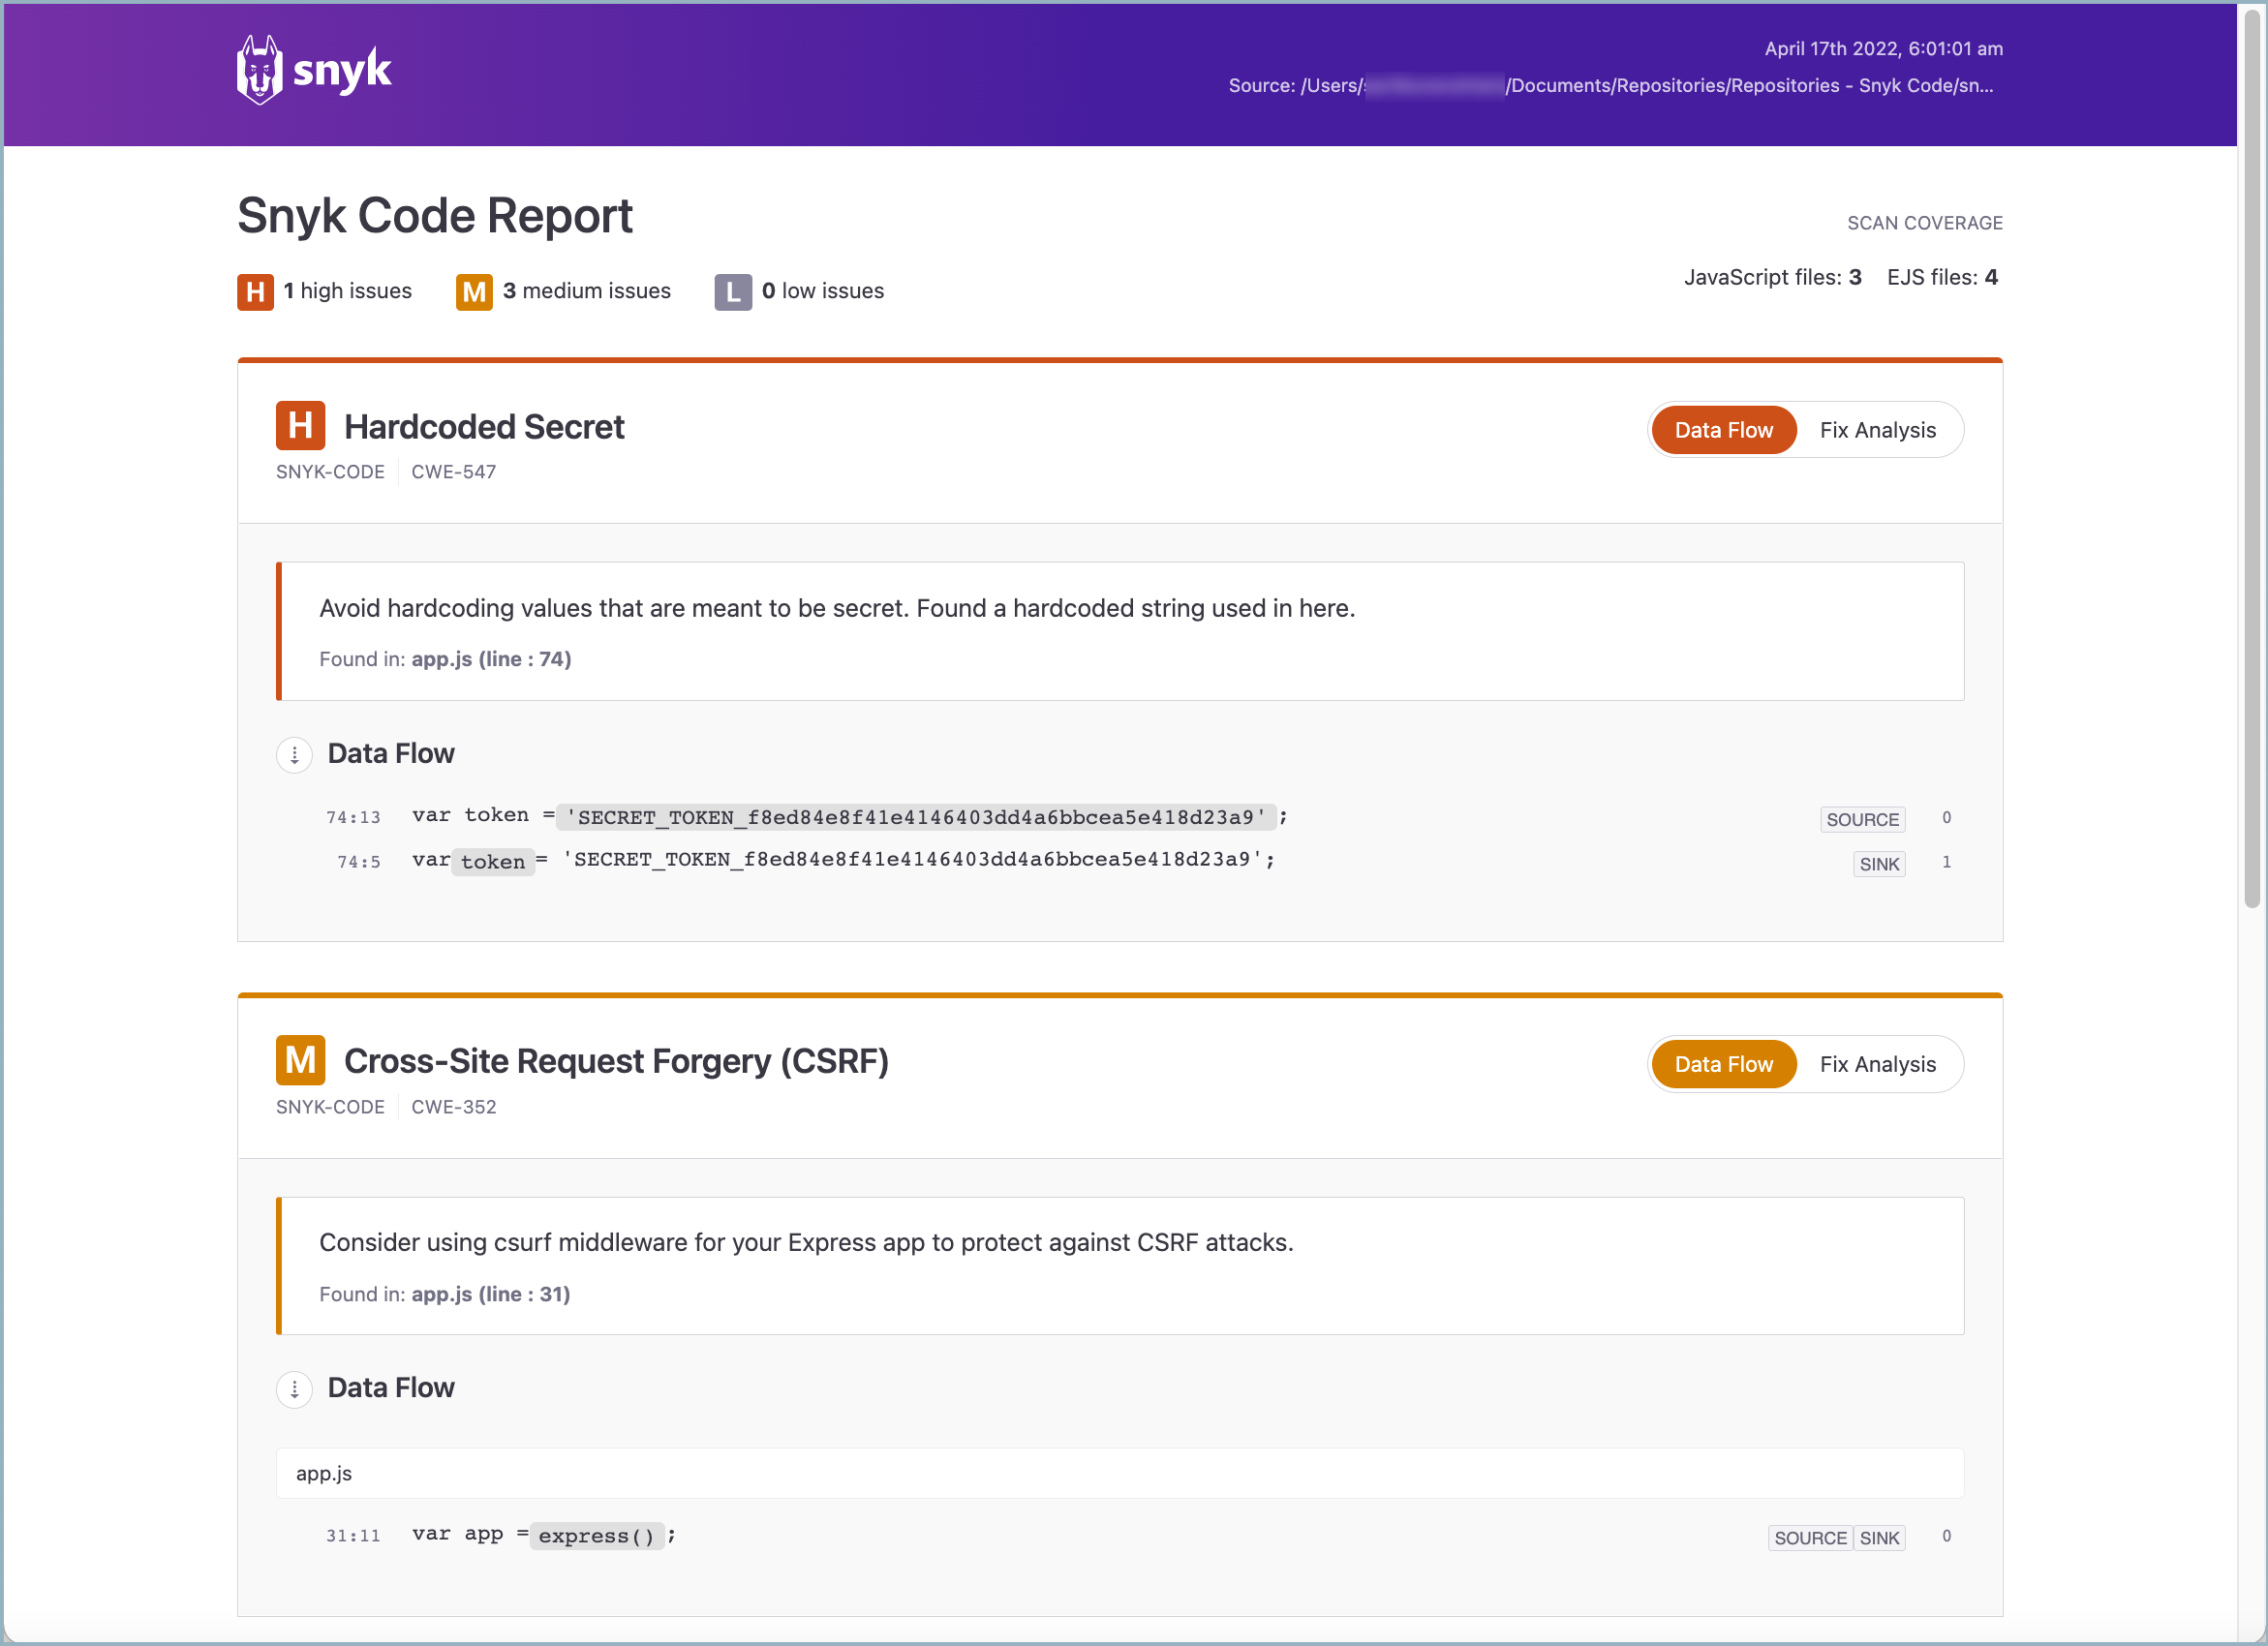 snyk
April 17th 2022, 6:01:01 am
Source: /Users/ /Documents/Repositories/Repositories - Snyk Code/sn...
Snyk Code Report
SCAN COVERAGE
H 1 high issues M 3 medium issues L 0 low issues
JavaScript files: 3 EJS files: 4
H Hardcoded Secret
Data Flow Fix Analysis
SNYK-CODE CWE-547
Avoid hardcoding values that are meant to be secret. Found a hardcoded string used in here.
Found in: app.js (line : 74)
Data Flow
74:13 var token = 'SECRET_TOKEN_f8ed84e8f41e4146403dd4a6bbcea5e418d23a9'; SOURCE 0
74:5 var token = 'SECRET_TOKEN_f8ed84e8f41e4146403dd4a6bbcea5e418d23a9'; SINK 1
M Cross-Site Request Forgery (CSRF)
Data Flow Fix Analysis
SNYK-CODE CWE-352
Consider using csurf middleware for your Express app to protect against CSRF attacks.
Found in: app.js (line : 31)
Data Flow
app.js
31:11 var app = express(); SOURCE SINK 0